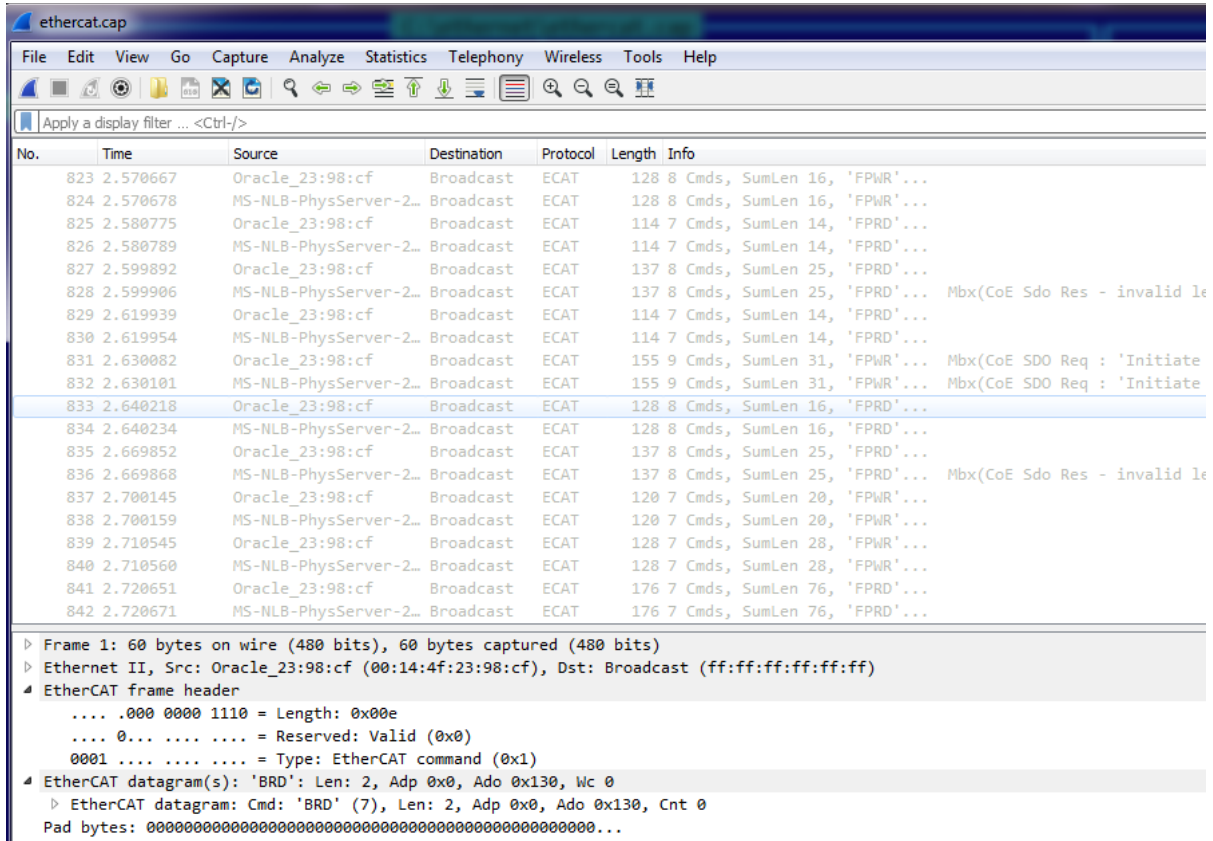 ethercat.cap
File Edit View Go Capture Analyze Statistics Telephony Wireless Tools Help
Apply a display filter ... <Ctrl-/>
No. Time Source Destination Protocol Length Info
823 2.570667 Oracle_23:98:cf Broadcast ECAT 128 8 Cmds, SumLen 16, 'FPWR'...
824 2.570678 MS-NLB-PhysServer-2… Broadcast ECAT 128 8 Cmds, SumLen 16, 'FPWR'...
825 2.580775 Oracle_23:98:cf Broadcast ECAT 114 7 Cmds, SumLen 14, 'FPRD'...
826 2.580789 MS-NLB-PhysServer-2… Broadcast ECAT 114 7 Cmds, SumLen 14, 'FPRD'...
827 2.599892 Oracle_23:98:cf Broadcast ECAT 137 8 Cmds, SumLen 25, 'FPRD'...
828 2.599906 MS-NLB-PhysServer-2… Broadcast ECAT 137 8 Cmds, SumLen 25, 'FPRD'... Mbx(CoE Sdo Res - invalid le
829 2.619939 Oracle_23:98:cf Broadcast ECAT 114 7 Cmds, SumLen 14, 'FPRD'...
830 2.619954 MS-NLB-PhysServer-2… Broadcast ECAT 114 7 Cmds, SumLen 14, 'FPRD'...
831 2.630082 Oracle_23:98:cf Broadcast ECAT 155 9 Cmds, SumLen 31, 'FPWR'... Mbx(CoE SDO Req : 'Initiate
832 2.630101 MS-NLB-PhysServer-2… Broadcast ECAT 155 9 Cmds, SumLen 31, 'FPWR'... Mbx(CoE SDO Req : 'Initiate
833 2.640218 Oracle_23:98:cf Broadcast ECAT 128 8 Cmds, SumLen 16, 'FPRD'...
834 2.640234 MS-NLB-PhysServer-2… Broadcast ECAT 128 8 Cmds, SumLen 16, 'FPRD'...
835 2.669852 Oracle_23:98:cf Broadcast ECAT 137 8 Cmds, SumLen 25, 'FPRD'...
836 2.669868 MS-NLB-PhysServer-2… Broadcast ECAT 137 8 Cmds, SumLen 25, 'FPRD'... Mbx(CoE Sdo Res - invalid le
837 2.700145 Oracle_23:98:cf Broadcast ECAT 120 7 Cmds, SumLen 20, 'FPWR'...
838 2.700159 MS-NLB-PhysServer-2… Broadcast ECAT 120 7 Cmds, SumLen 20, 'FPWR'...
839 2.710545 Oracle_23:98:cf Broadcast ECAT 128 7 Cmds, SumLen 28, 'FPWR'...
840 2.710560 MS-NLB-PhysServer-2… Broadcast ECAT 128 7 Cmds, SumLen 28, 'FPWR'...
841 2.720651 Oracle_23:98:cf Broadcast ECAT 176 7 Cmds, SumLen 76, 'FPRD'...
842 2.720671 MS-NLB-PhysServer-2… Broadcast ECAT 176 7 Cmds, SumLen 76, 'FPRD'...
Frame 1: 60 bytes on wire (480 bits), 60 bytes captured (480 bits)
Ethernet II, Src: Oracle_23:98:cf (00:14:4f:23:98:cf), Dst: Broadcast (ff:ff:ff:ff:ff:ff)
EtherCAT frame header
.... .000 0000 1110 = Length: 0x00e
.... 0... .... .... = Reserved: Valid (0x0)
0001 .... .... .... = Type: EtherCAT command (0x1)
EtherCAT datagram(s): 'BRD': Len: 2, Adp 0x0, Ado 0x130, Wc 0
EtherCAT datagram: Cmd: 'BRD' (7), Len: 2, Adp 0x0, Ado 0x130, Cnt 0
Pad bytes: 00000000000000000000000000000000000000000000000...